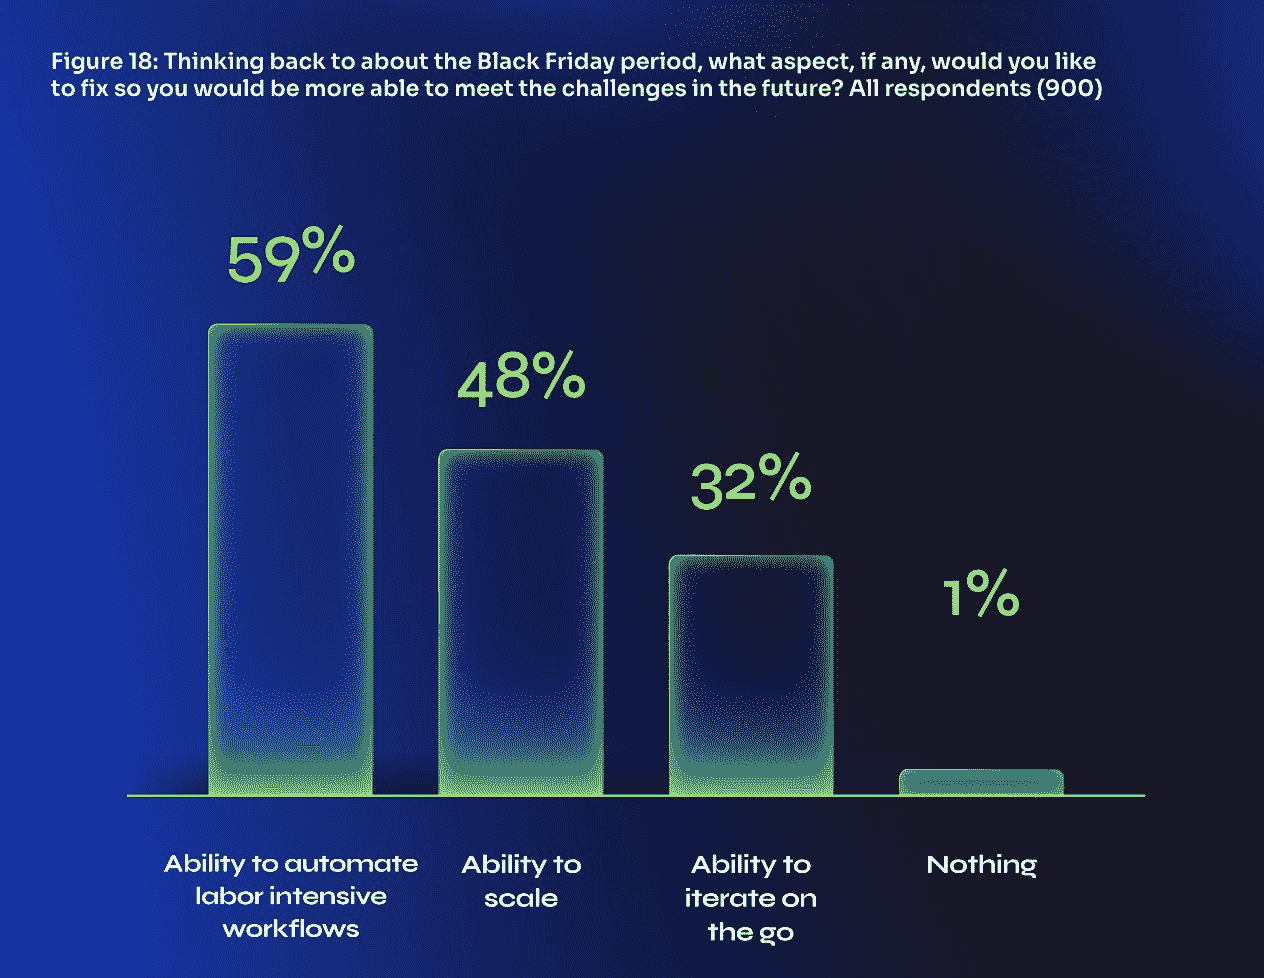 Figure 18: Thinking back to about the Black Friday period, what aspect, if any, would you like
to fix so you would be more able to meet the challenges in the future? All respondents (900)
59%
48%
32%
1%
Ability to automate
labor intensive
workflows
Ability to
scale
Ability to
iterate on
the go
Nothing